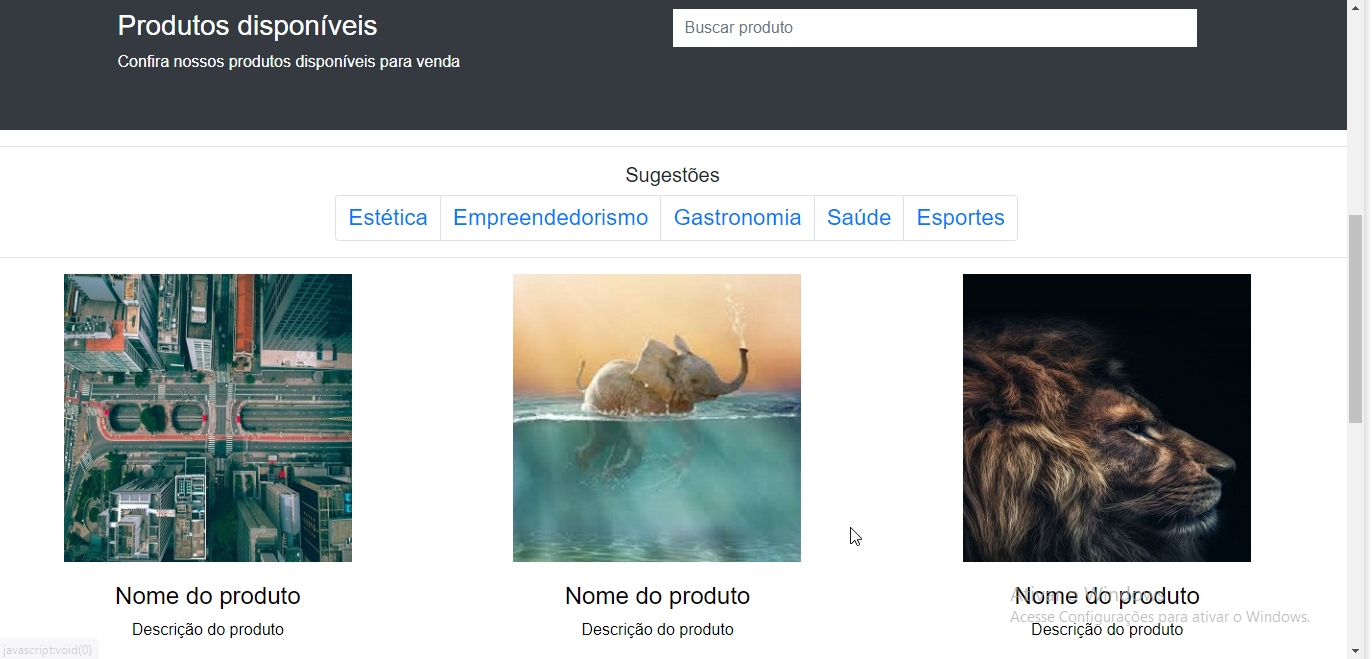 Produtos disponíveis
Buscar produto
Confira nossos produtos disponíveis para venda
Sugestões
Estética Empreendedorismo Gastronomia Saúde Esportes
Nome do produto Nome do produto Nome do produto
Descrição do produto Descrição do produto Descrição do produto
Ativar o Windows
Acesse Configurações para ativar o Windows.
javascript:void(0)